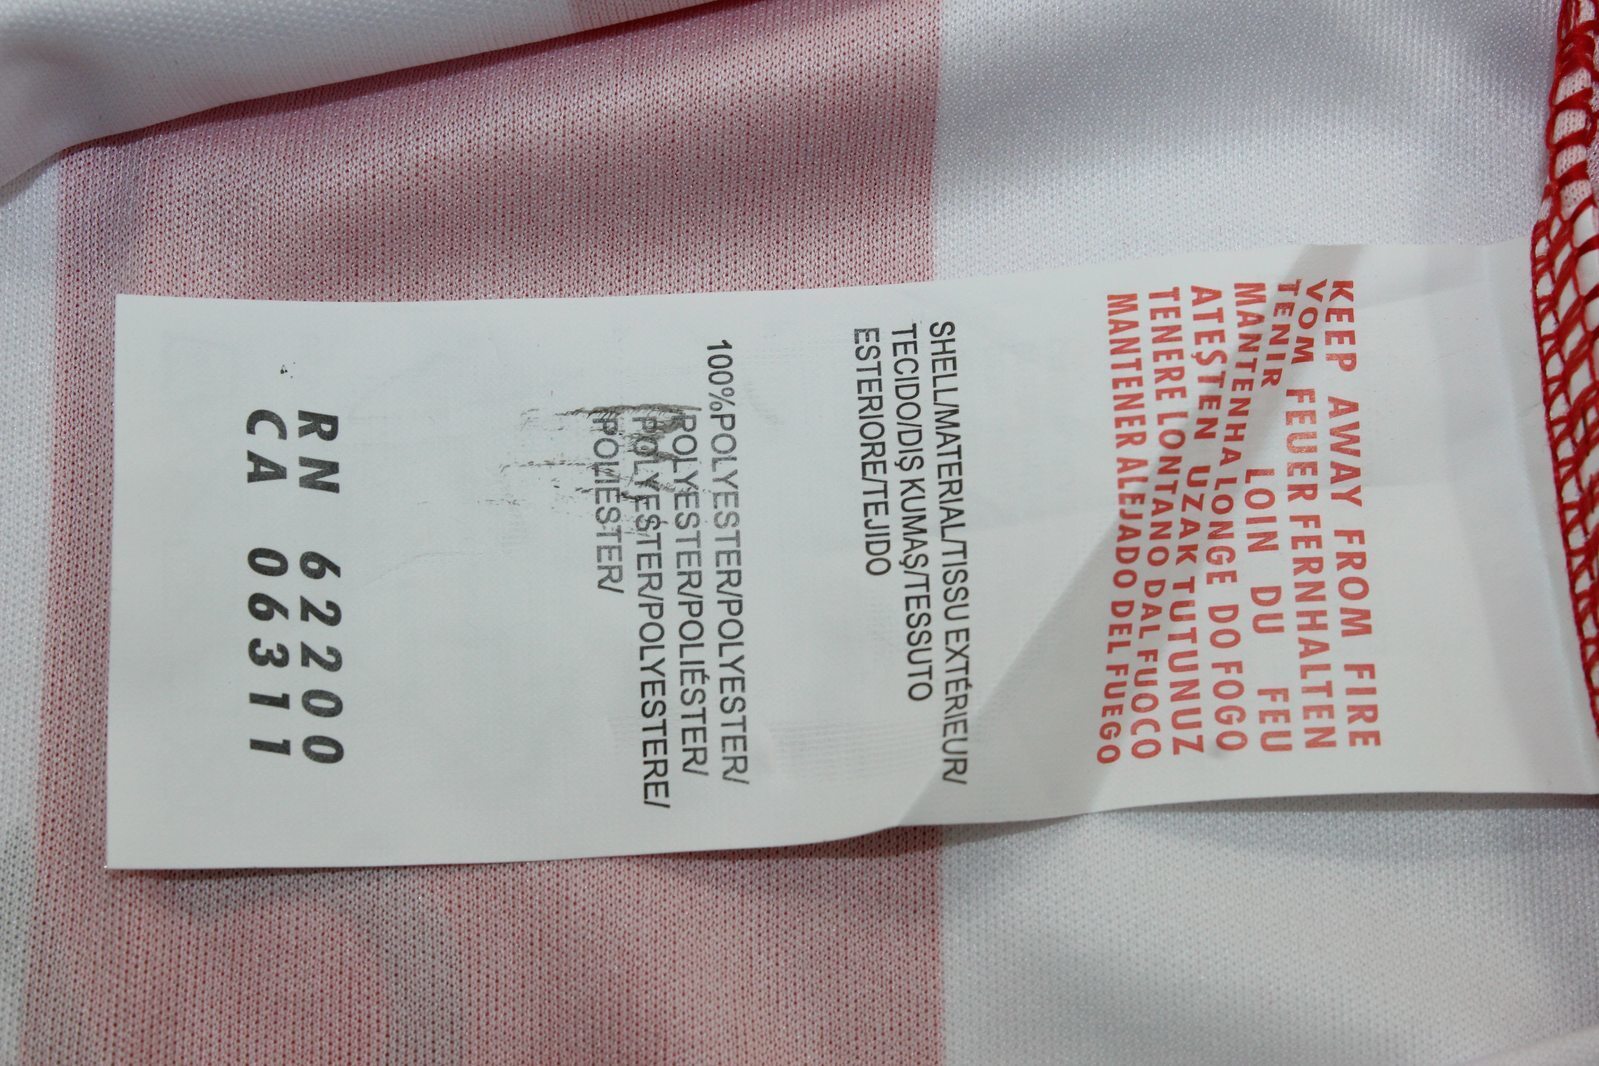 KEEP AWAY FROM FIRE
VOM FEUER FERNHALTEN
TENIR LOIN DU FEU
MANTENHA LONGE DO FOGO
ATEŞTEN UZAK TUTUNUZ
TENERE LONTANO DAL FUOCO
MANTENER ALEJADO DEL FUEGO
SHELL/MATERIAL/TISSU EXTÉRIEUR/
TECIDO/DIŞ KUMAŞ/TESSUTO
ESTERIORE/TEJIDO
100%POLYESTER/POLYESTER/
POLYESTER/POLIÉSTER/
POLYESTER/POLYESTERE/
POLIÉSTER/
RN 62200
CA 06311